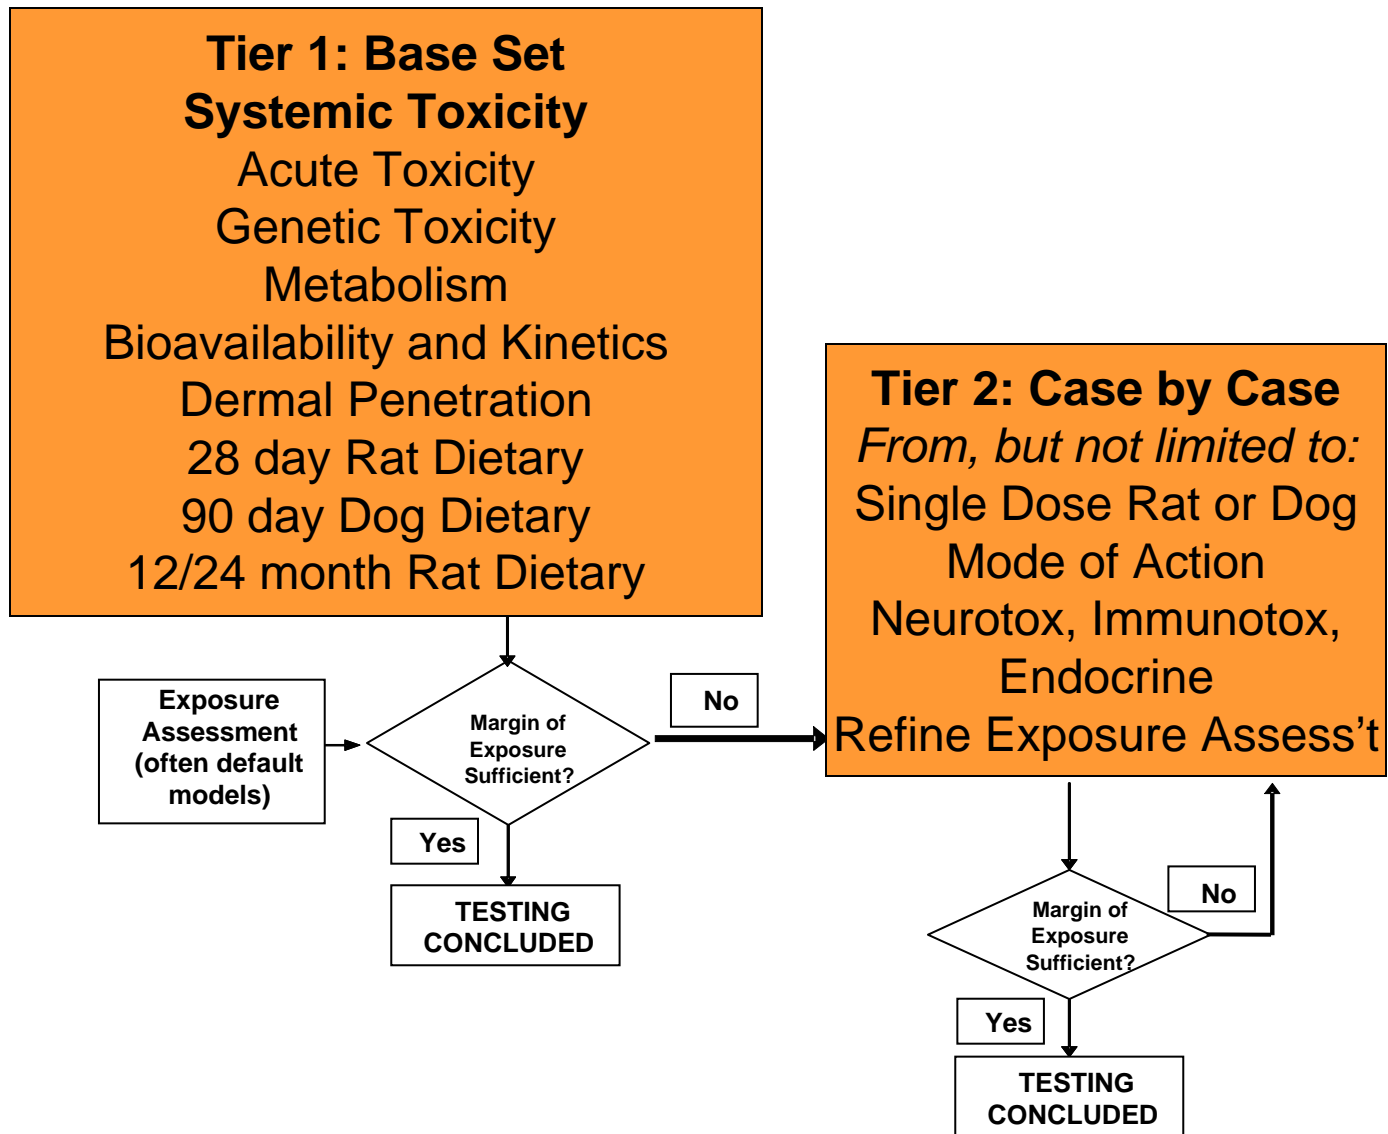 Tier 1: Base Set
Systemic Toxicity
Acute Toxicity
Genetic Toxicity
Metabolism
Bioavailability and Kinetics
Dermal Penetration
28 day Rat Dietary
90 day Dog Dietary
12/24 month Rat Dietary
Exposure
Assessment
(often default
models)
Margin of
Exposure
Sufficient?
No
Yes
TESTING
CONCLUDED
Tier 2: Case by Case
From, but not limited to:
Single Dose Rat or Dog
Mode of Action
Neurotox, Immunotox,
Endocrine
Refine Exposure Assess't
Margin of
Exposure
Sufficient?
No
Yes
TESTING
CONCLUDED